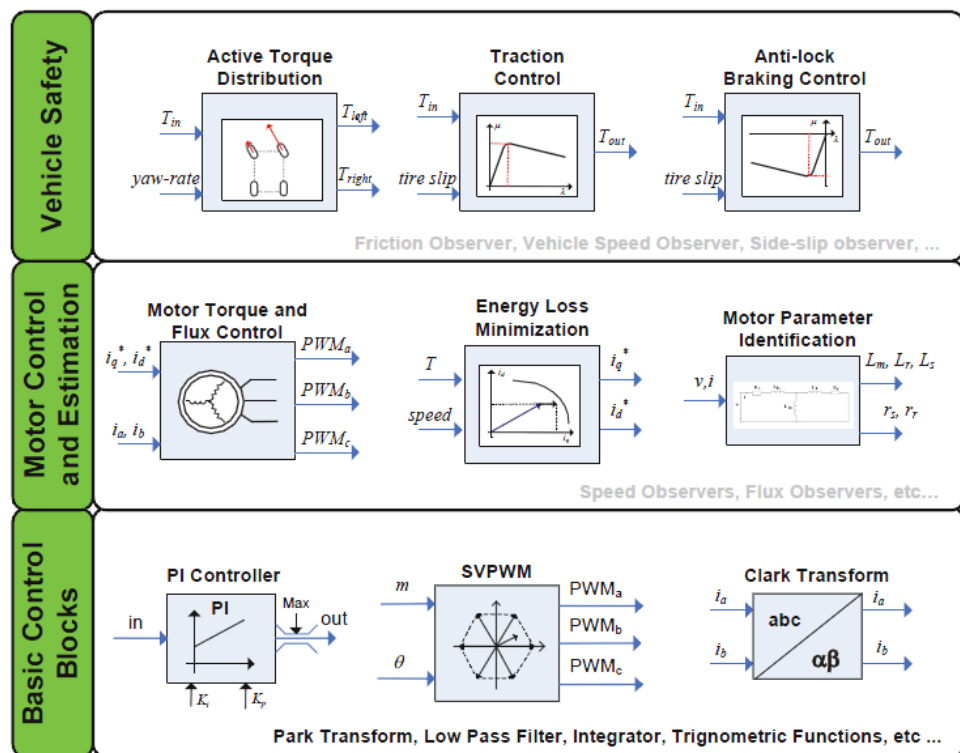 Vehicle Safety
Active Torque
Distribution
T_in
yaw-rate
T_left
T_right
Traction
Control
T_in
tire slip
μ
λ
T_out
Anti-lock
Braking Control
T_in
tire slip
μ
λ
T_out
Friction Observer, Vehicle Speed Observer, Side-slip observer, ...
Motor Control
and Estimation
Motor Torque and
Flux Control
i_q*, i_d*
i_a, i_b
PWM_a
PWM_b
PWM_c
Energy Loss
Minimization
T
speed
i_d
i_q
i_q*
i_d*
Motor Parameter
Identification
v,i
L_m, L_r, L_s
r_s, r_r
Speed Observers, Flux Observers, etc...
Basic Control
Blocks
PI Controller
in
PI
Max
out
K_i
K_p
SVPWM
m
θ
PWM_a
PWM_b
PWM_c
Clark Transform
i_a
i_b
abc
αβ
i_a
i_b
Park Transform, Low Pass Filter, Integrator, Trignometric Functions, etc ...